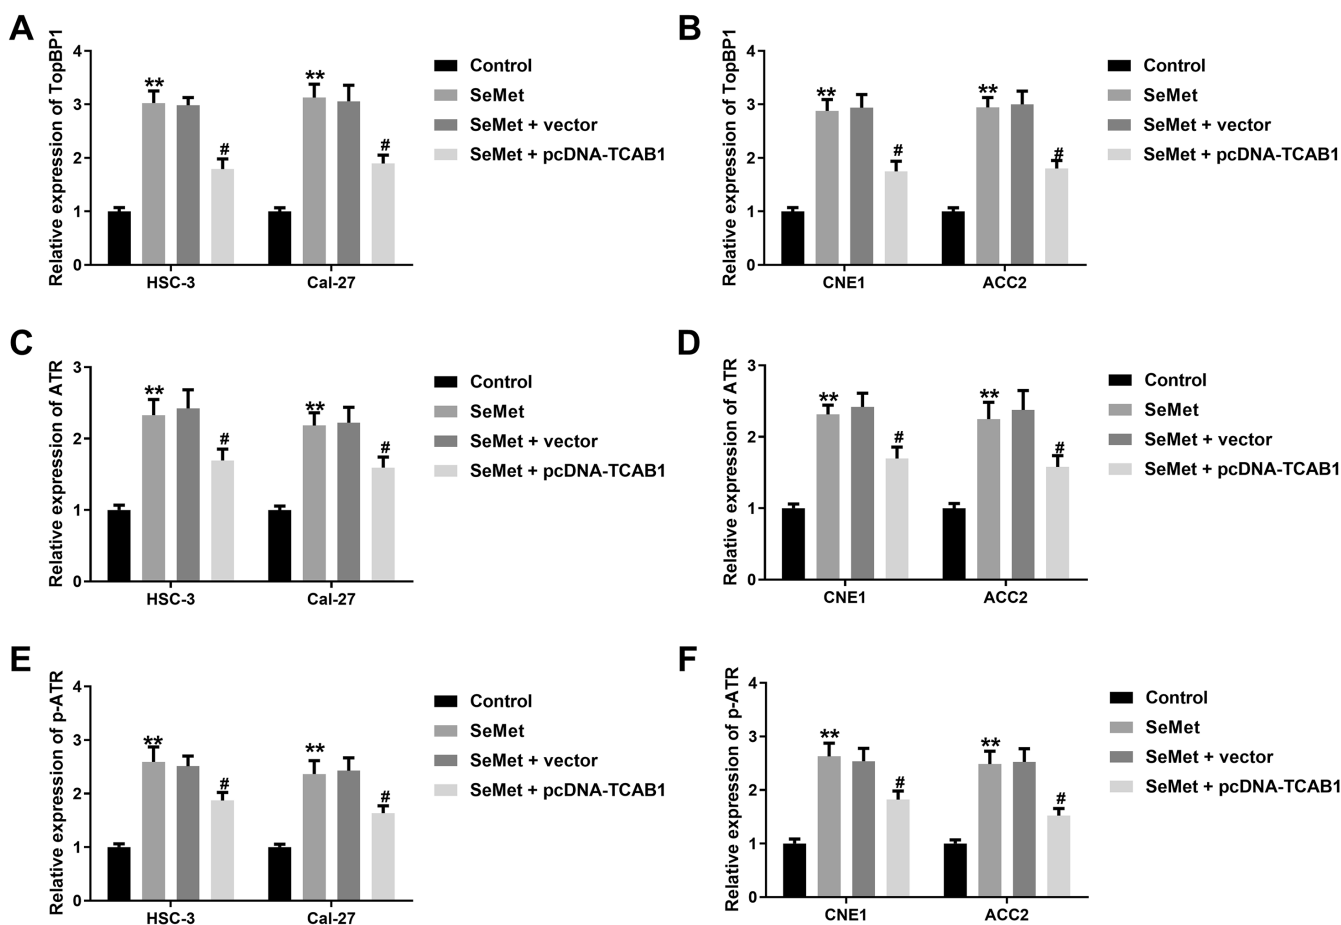 A
Relative expression of TopBP1
4
3
2
1
0
**
#
**
#
HSC-3
Cal-27
Control
SeMet
SeMet + vector
SeMet + pcDNA-TCAB1
B
Relative expression of TopBP1
4
3
2
1
0
**
#
**
#
CNE1
ACC2
Control
SeMet
SeMet + vector
SeMet + pcDNA-TCAB1
C
Relative expression of ATR
3
2
1
0
**
#
**
#
HSC-3
Cal-27
Control
SeMet
SeMet + vector
SeMet + pcDNA-TCAB1
D
Relative expression of ATR
3
2
1
0
**
#
**
#
CNE1
ACC2
Control
SeMet
SeMet + vector
SeMet + pcDNA-TCAB1
E
Relative expression of p-ATR
4
3
2
1
0
**
#
**
#
HSC-3
Cal-27
Control
SeMet
SeMet + vector
SeMet + pcDNA-TCAB1
F
Relative expression of p-ATR
4
3
2
1
0
**
#
**
#
CNE1
ACC2
Control
SeMet
SeMet + vector
SeMet + pcDNA-TCAB1